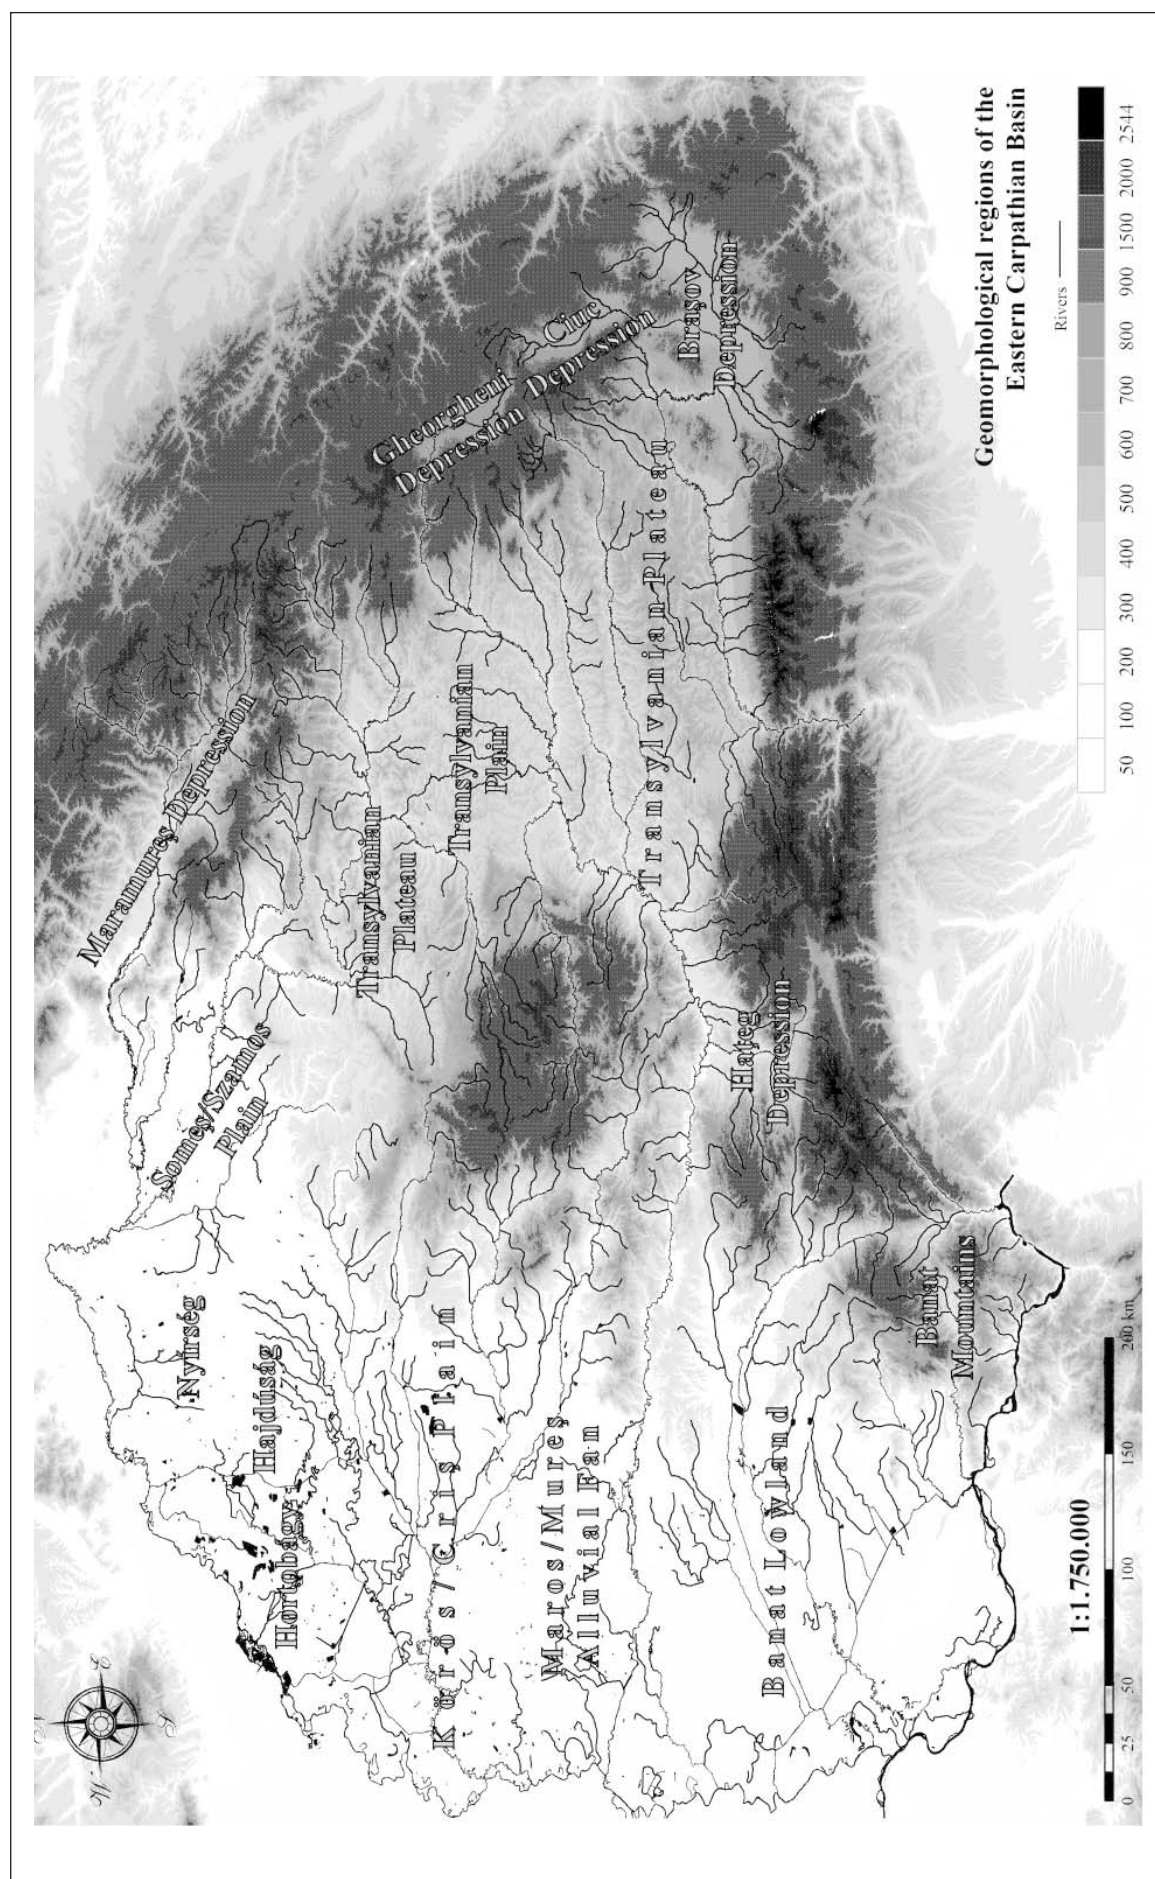 Geomorphological regions of the
Eastern Carpathian Basin
Rivers
50 100 200 300 400 500 600 700 800 900 1500 2000 2544
Maramureş Depression
Someş/Szamos
Plain
Nyírség
Hajdúság
Hortobágy
Transylvanian
Plateau
Transylvanian
Plain
Gheorgheni
Depression
Ciuc
Depression
Braşov
Depression
Transylvanian Plateau
Körös / Criş Plain
Maros/Mureş
Alluvial Fan
Haţeg
Depression
Banat Lowland
Banat
Mountains
1:1.750.000
0 25 50 100 150 200 km